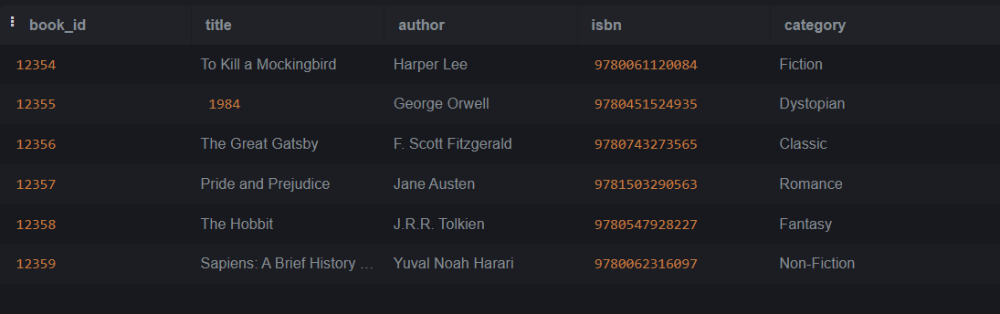 book_id title author isbn category
12354 To Kill a Mockingbird Harper Lee 9780061120084 Fiction
12355 1984 George Orwell 9780451524935 Dystopian
12356 The Great Gatsby F. Scott Fitzgerald 9780743273565 Classic
12357 Pride and Prejudice Jane Austen 9781503290563 Romance
12358 The Hobbit J.R.R. Tolkien 9780547928227 Fantasy
12359 Sapiens: A Brief History … Yuval Noah Harari 9780062316097 Non-Fiction